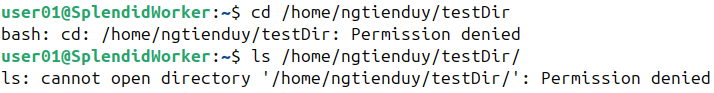 user01@SplendidWorker:~$ cd /home/ngtienduy/testDir
bash: cd: /home/ngtienduy/testDir: Permission denied
user01@SplendidWorker:~$ ls /home/ngtienduy/testDir/
ls: cannot open directory '/home/ngtienduy/testDir/': Permission denied